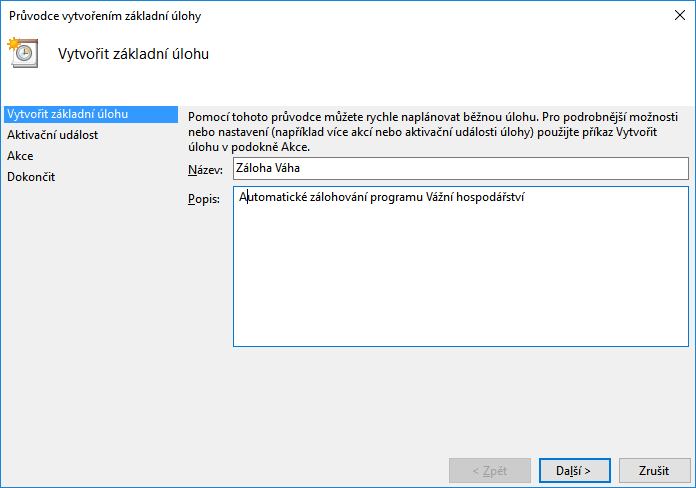 Průvodce vytvořením základní úlohy
Vytvořit základní úlohu
Vytvořit základní úlohu
Aktivační událost
Akce
Dokončit
Pomocí tohoto průvodce můžete rychle naplánovat běžnou úlohu. Pro podrobnější možnosti
nebo nastavení (například více akcí nebo aktivační události úlohy) použijte příkaz Vytvořit
úlohu v podokně Akce.
Název: Záloha Váha
Popis: Automatické zálohování programu Vážní hospodářství
< Zpět Další > Zrušit